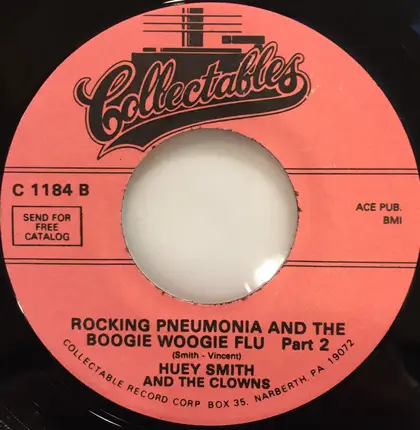 Collectables
C 1184 B
SEND FOR
FREE
CATALOG
ACE PUB.
BMI
ROCKING PNEUMONIA AND THE
BOOGIE WOOGIE FLU Part 2
(Smith - Vincent)
HUEY SMITH
AND THE CLOWNS
COLLECTABLE RECORD CORP BOX 35, NARBERTH, PA 19072